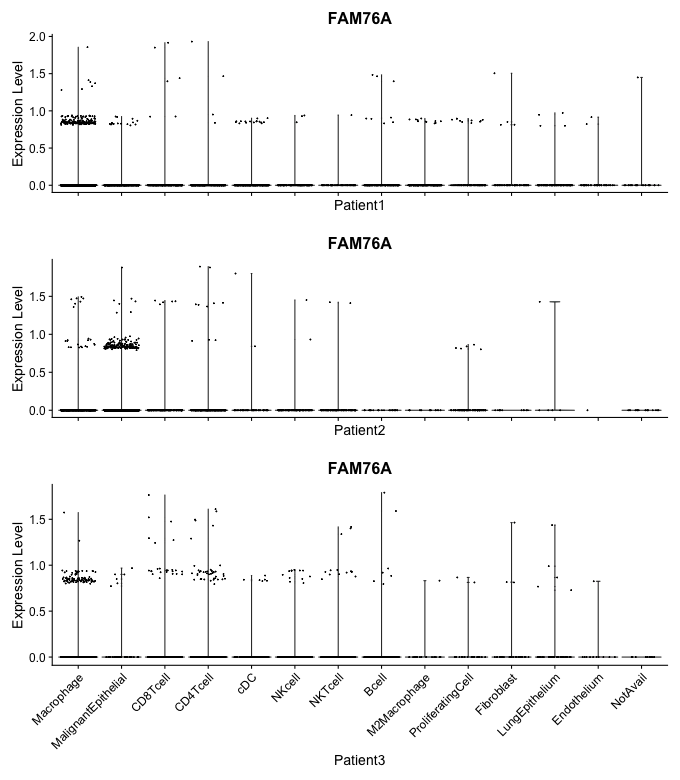 FAM76A
Expression Level
2.0
1.5
1.0
0.5
0.0
Patient1
FAM76A
Expression Level
1.5
1.0
0.5
0.0
Patient2
FAM76A
Expression Level
1.5
1.0
0.5
0.0
Macrophage
MalignantEpithelial
CD8Tcell
CD4Tcell
cDC
NKcell
NKTcell
Bcell
M2Macrophage
ProliferatingCell
Fibroblast
LungEpithelium
Endothelium
NotAvail
Patient3